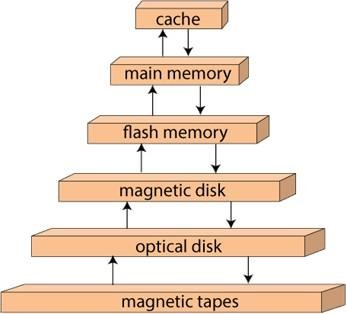 cache
main memory
flash memory
magnetic disk
optical disk
magnetic tapes